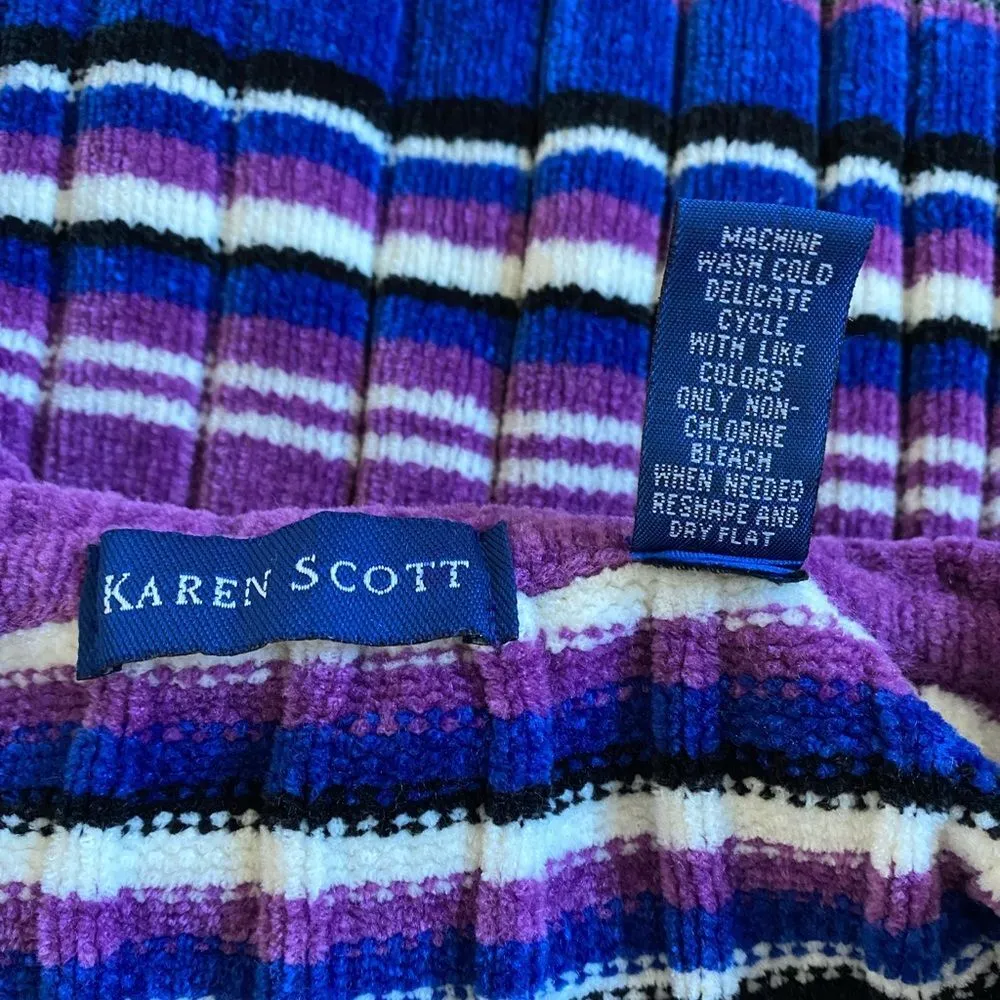 MACHINE
WASH COLD
DELICATE
CYCLE
WITH LIKE
COLORS
ONLY NON-
CHLORINE
BLEACH
WHEN NEEDED
RESHAPE AND
DRY FLAT
KAREN SCOTT